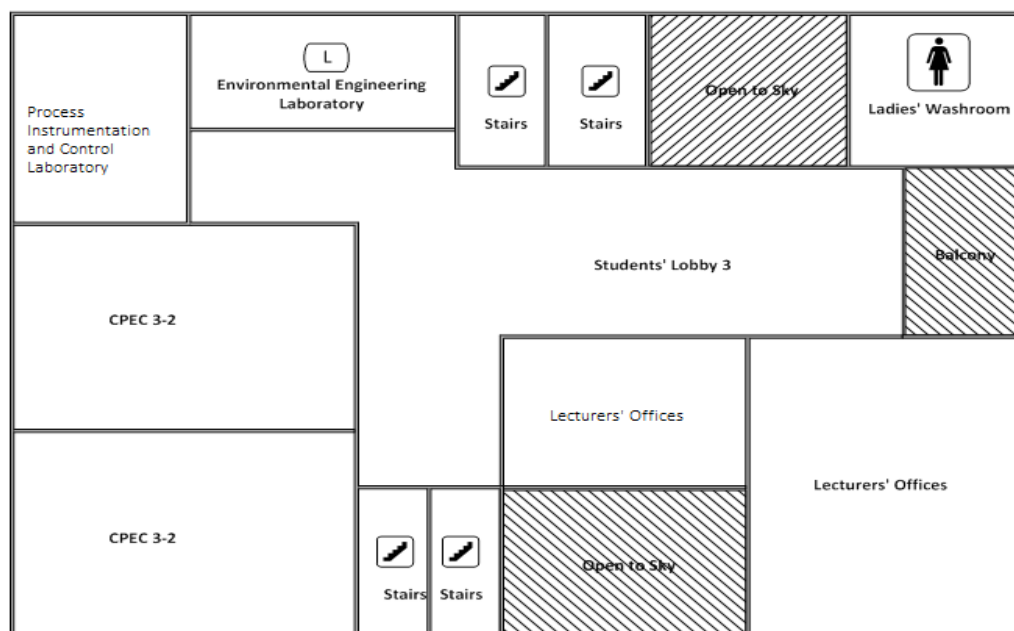 L
Environmental Engineering
Laboratory
Process
Instrumentation
and Control
Laboratory
Stairs
Stairs
Open to Sky
Ladies' Washroom
Students' Lobby 3
Balcony
CPEC 3-2
Lecturers' Offices
Lecturers' Offices
CPEC 3-2
Stairs
Stairs
Open to Sky